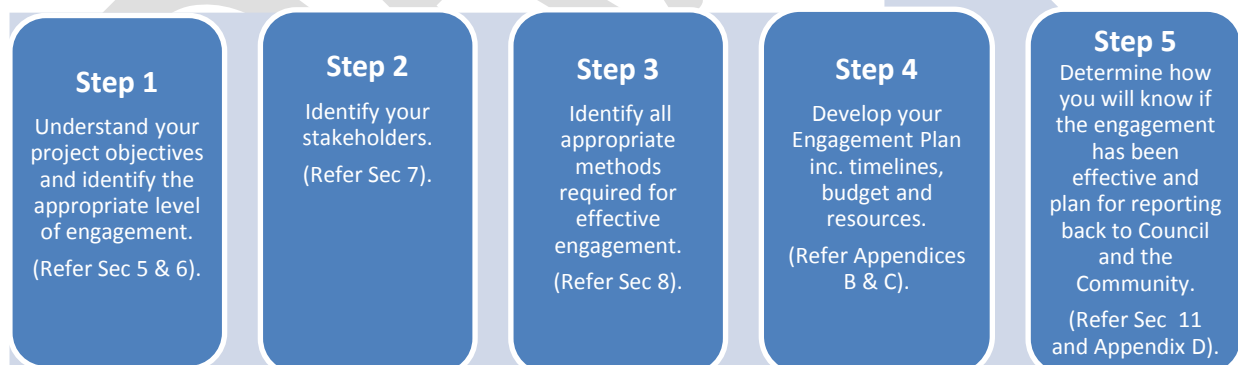 Step 1
Understand your
project objectives
and identify the
appropriate level
of engagement.
(Refer Sec 5 & 6).
Step 2
Identify your
stakeholders.
(Refer Sec 7).
Step 3
Identify all
appropriate
methods
required for
effective
engagement.
(Refer Sec 8).
Step 4
Develop your
Engagement Plan
inc. timelines,
budget and
resources.
(Refer Appendices
B & C).
Step 5
Determine how
you will know if
the engagement
has been
effective and
plan for reporting
back to Council
and the
Community.
(Refer Sec  11
and Appendix D).